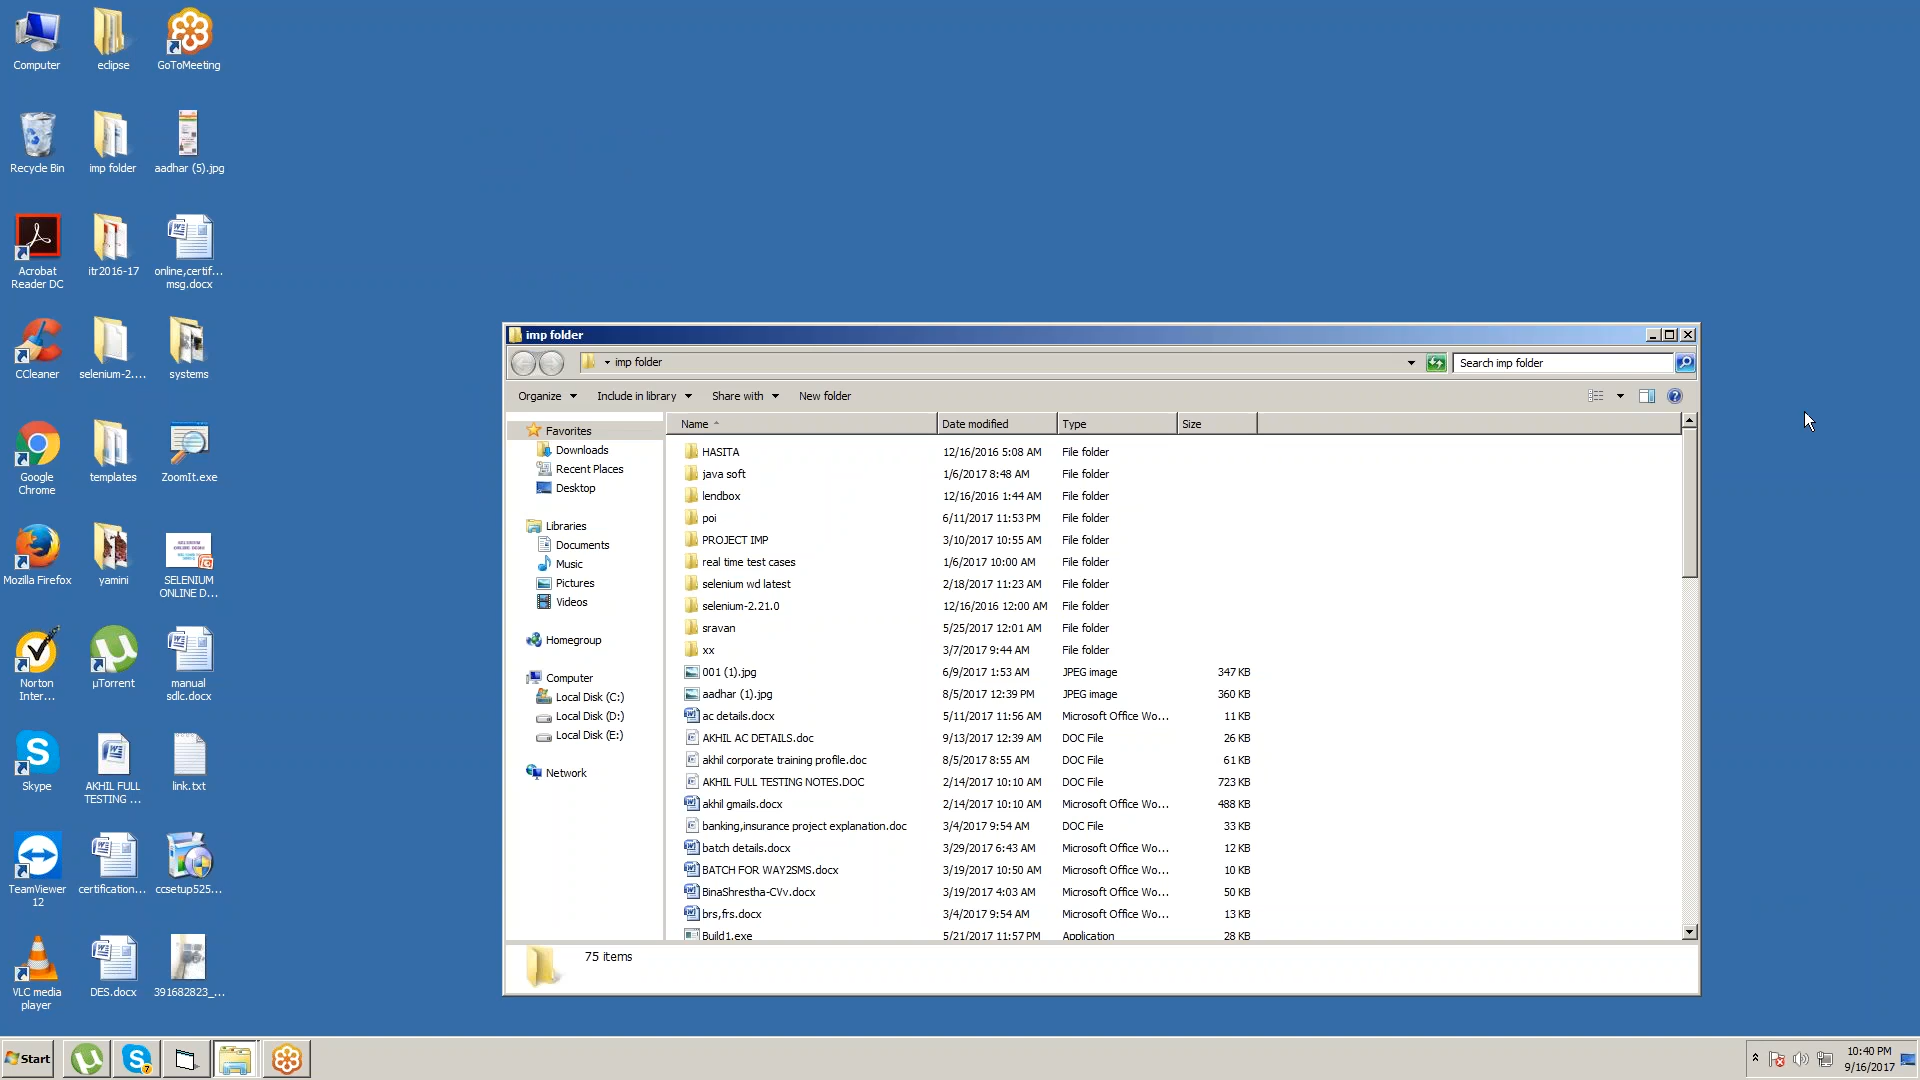 Computer
eclipse
GoToMeeting
Recycle Bin
imp folder
aadhar (5).jpg
Acrobat
Reader DC
itr2016-17
online,certif...
msg.docx
CCleaner
selenium-2....
systems
Google
Chrome
templates
ZoomIt.exe
Mozilla Firefox
yamini
SELENIUM
ONLINE D...
Norton
Inter...
µTorrent
manual
sdlc.docx
Skype
AKHIL FULL
TESTING ...
link.txt
TeamViewer
12
certification...
ccsetup525...
VLC media
player
DES.docx
391682823_...
imp folder
imp folder
Search imp folder
Organize
Include in library
Share with
New folder
Favorites
Downloads
Recent Places
Desktop
Libraries
Documents
Music
Pictures
Videos
Homegroup
Computer
Local Disk (C:)
Local Disk (D:)
Local Disk (E:)
Network
Name Date modified Type Size
HASITA 12/16/2016 5:08 AM File folder
java soft 1/6/2017 8:48 AM File folder
lendbox 12/16/2016 1:44 AM File folder
poi 6/11/2017 11:53 PM File folder
PROJECT IMP 3/10/2017 10:55 AM File folder
real time test cases 1/6/2017 10:00 AM File folder
selenium wd latest 2/18/2017 11:23 AM File folder
selenium-2.21.0 12/16/2016 12:00 AM File folder
sravan 5/25/2017 12:01 AM File folder
xx 3/7/2017 9:44 AM File folder
001 (1).jpg 6/9/2017 1:53 AM JPEG image 347 KB
aadhar (1).jpg 8/5/2017 12:39 PM JPEG image 360 KB
ac details.docx 5/11/2017 11:56 AM Microsoft Office Wo... 11 KB
AKHIL AC DETAILS.doc 9/13/2017 12:39 AM DOC File 26 KB
akhil corporate training profile.doc 8/5/2017 8:55 AM DOC File 61 KB
AKHIL FULL TESTING NOTES.DOC 2/14/2017 10:10 AM DOC File 723 KB
akhil gmails.docx 2/14/2017 10:10 AM Microsoft Office Wo... 488 KB
banking,insurance project explanation.doc 3/4/2017 9:54 AM DOC File 33 KB
batch details.docx 3/29/2017 6:43 AM Microsoft Office Wo... 12 KB
BATCH FOR WAY2SMS.docx 3/19/2017 10:50 AM Microsoft Office Wo... 10 KB
BinaShrestha-CVv.docx 3/19/2017 4:03 AM Microsoft Office Wo... 50 KB
brs,frs.docx 3/4/2017 9:54 AM Microsoft Office Wo... 13 KB
Build1.exe 5/21/2017 11:57 PM Application 28 KB
75 items
Start
7
10:40 PM
9/16/2017